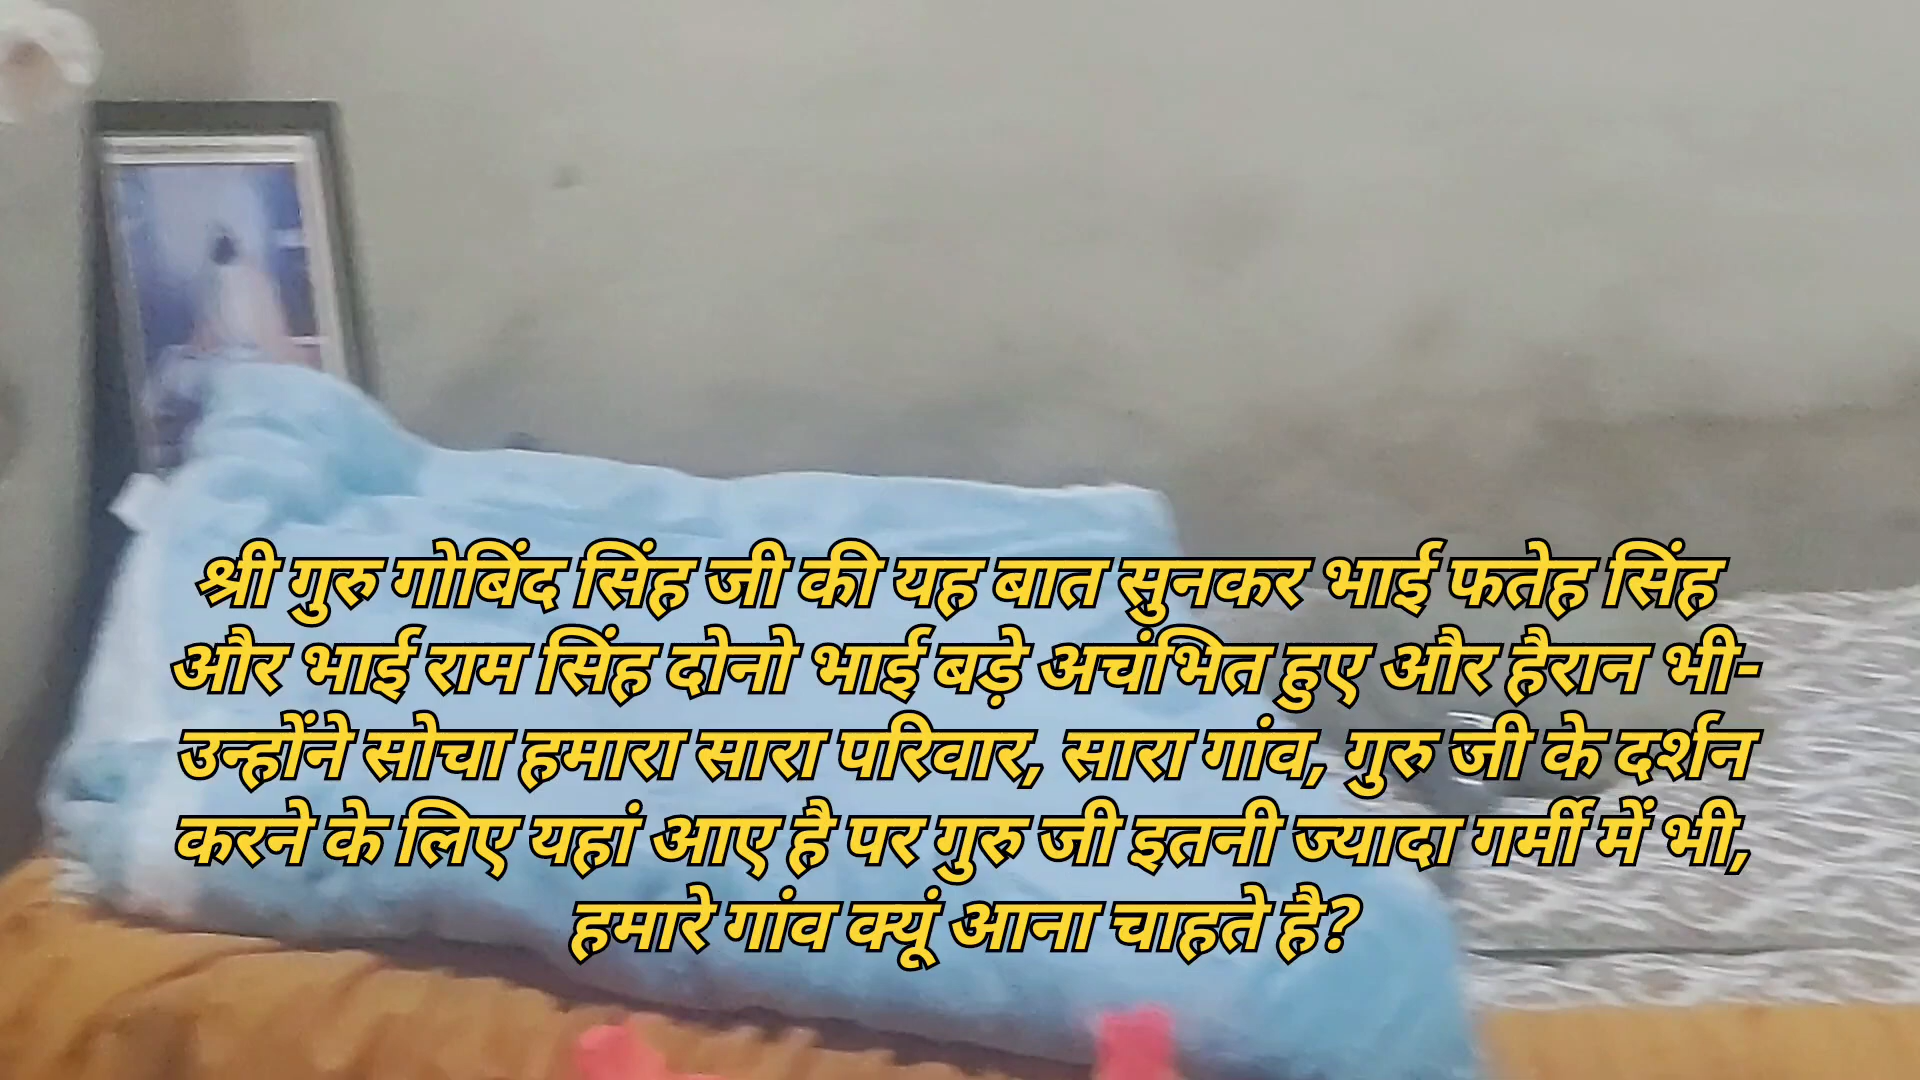 श्री गुरु गोबिंद सिंह जी की यह बात सुनकर भाई फतेह सिंह
और भाई राम सिंह दोनो भाई बड़े अचंभित हुए और हैरान भी-
उन्होंने सोचा हमारा सारा परिवार, सारा गांव, गुरु जी के दर्शन
करने के लिए यहां आए है पर गुरु जी इतनी ज्यादा गर्मी में भी,
हमारे गांव क्यूं आना चाहते है?